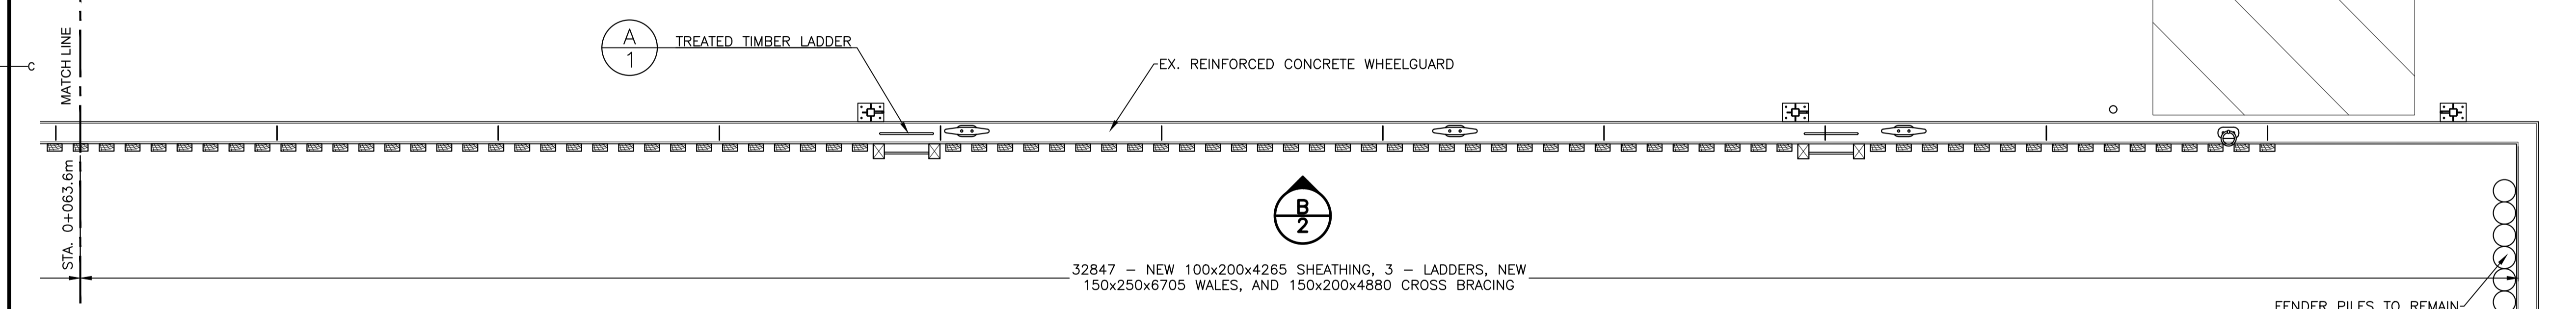 C
MATCH LINE
STA. 0+063.6m
A
1
TREATED TIMBER LADDER
EX. REINFORCED CONCRETE WHEELGUARD
B
2
32847 – NEW 100x200x4265 SHEATHING, 3 – LADDERS, NEW
150x250x6705 WALES, AND 150x200x4880 CROSS BRACING
FENDER PILES TO REMAIN